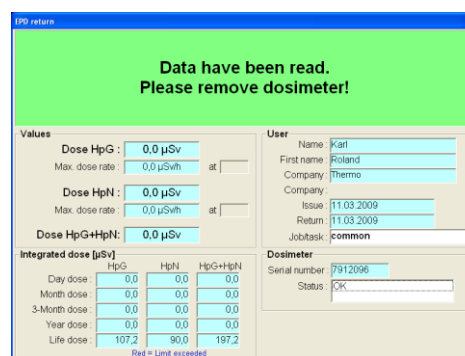 EPD return
Data have been read.
Please remove dosimeter!
Values
Dose HpG : 0,0 µSv
Max. dose rate : 0,0 µSv/h at
Dose HpN : 0,0 µSv
Max. dose rate : 0,0 µSv/h at
Dose HpG+HpN: 0,0 µSv
User
Name : Karl
First name : Roland
Company : Thermo
Company :
Issue : 11.03.2009
Return : 11.03.2009
Job/task : common
Integrated dose [µSv]
HpG HpN HpG+HpN
Day dose : 0,0 0,0 0,0
Month dose : 0,0 0,0 0,0
3-Month dose : 0,0 0,0 0,0
Year dose : 0,0 0,0 0,0
Life dose : 107,2 90,0 197,2
Red = Limit exceeded
Dosimeter
Serial number : 7912096
Status : OK